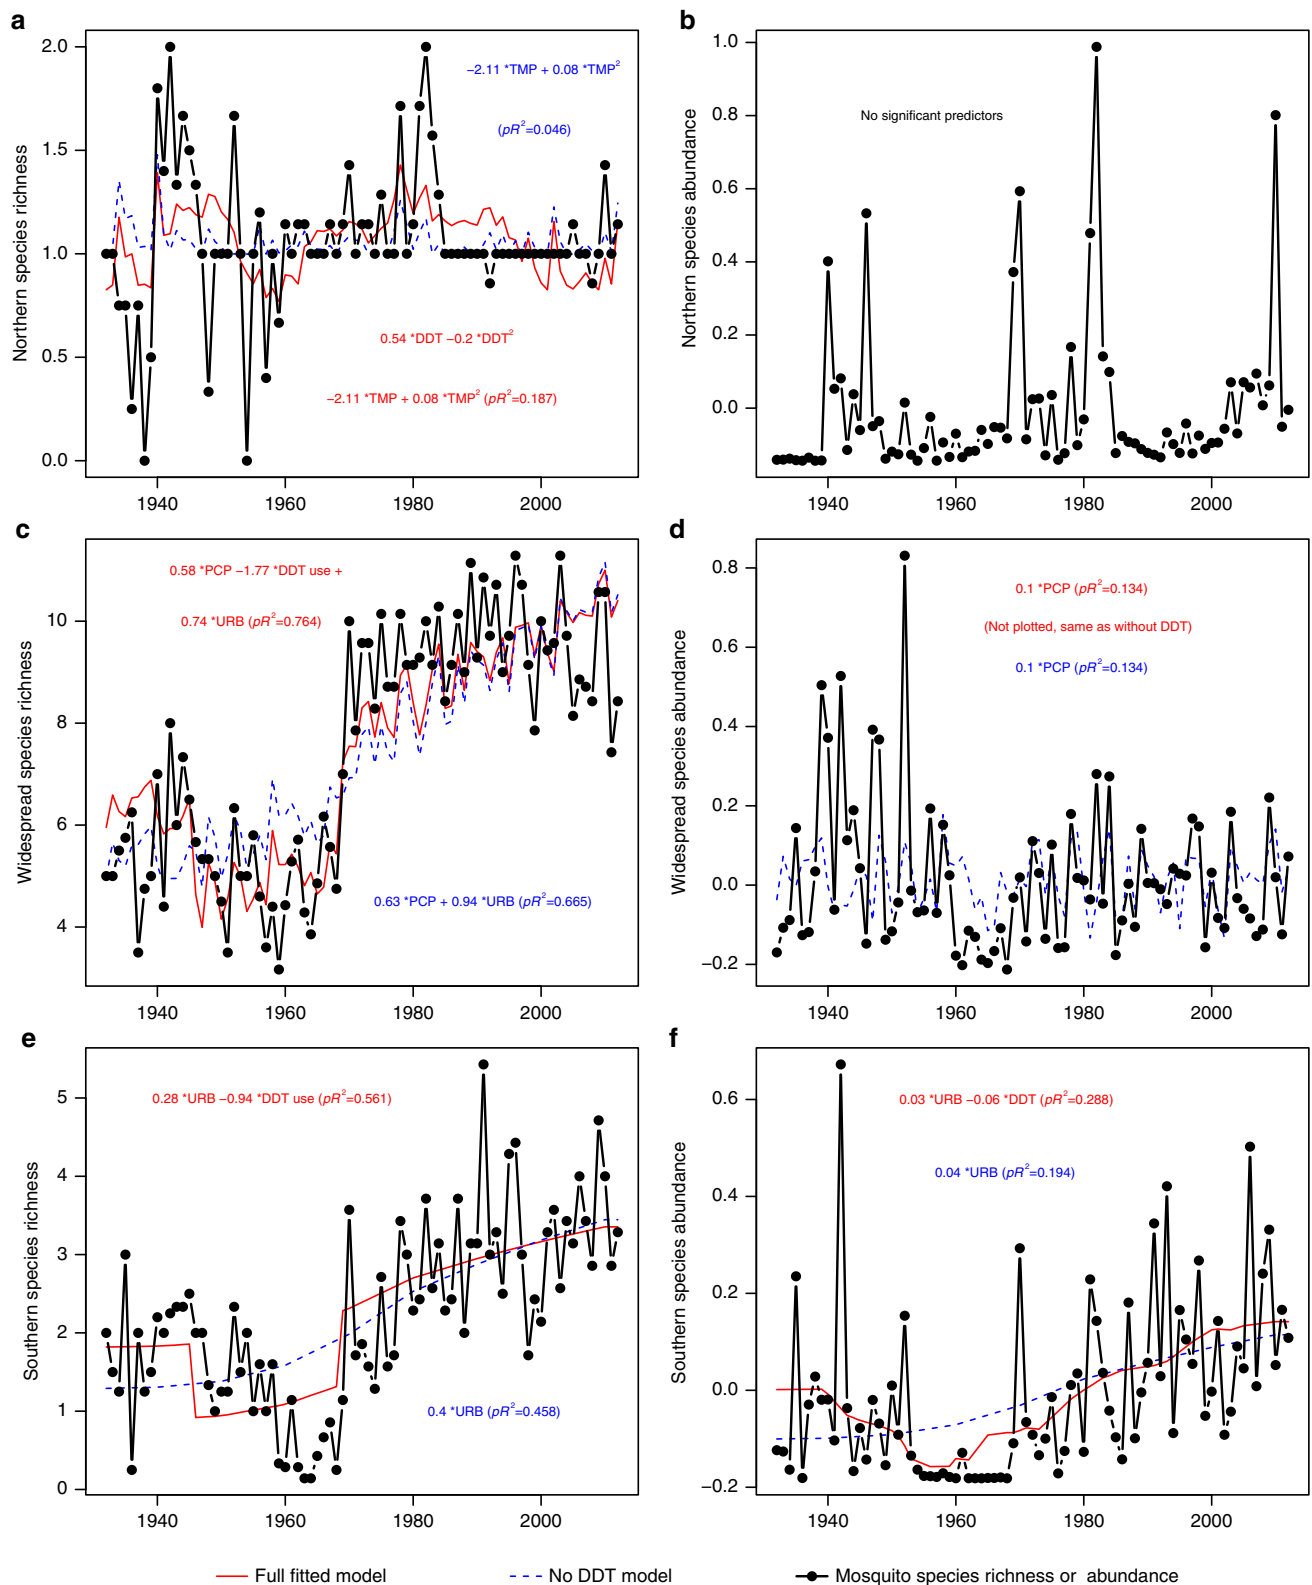 a
Northern species richness
2.0
1.5
1.0
0.5
0.0
−2.11 *TMP + 0.08 *TMP²
(pR²=0.046)
0.54 *DDT −0.2 *DDT²
−2.11 *TMP + 0.08 *TMP² (pR²=0.187)
1940 1960 1980 2000
b
Northern species abundance
1.0
0.8
0.6
0.4
0.2
0.0
No significant predictors
1940 1960 1980 2000
c
Widespread species richness
10
8
6
4
0.58 *PCP −1.77 *DDT use +
0.74 *URB (pR²=0.764)
0.63 *PCP + 0.94 *URB (pR²=0.665)
1940 1960 1980 2000
d
Widespread species abundance
0.8
0.6
0.4
0.2
0.0
−0.2
0.1 *PCP (pR²=0.134)
(Not plotted, same as without DDT)
0.1 *PCP (pR²=0.134)
1940 1960 1980 2000
e
Southern species richness
5
4
3
2
1
0
0.28 *URB −0.94 *DDT use (pR²=0.561)
0.4 *URB (pR²=0.458)
1940 1960 1980 2000
f
Southern species abundance
0.6
0.4
0.2
0.0
−0.2
0.03 *URB −0.06 *DDT (pR²=0.288)
0.04 *URB (pR²=0.194)
1940 1960 1980 2000
Full fitted model No DDT model Mosquito species richness or abundance